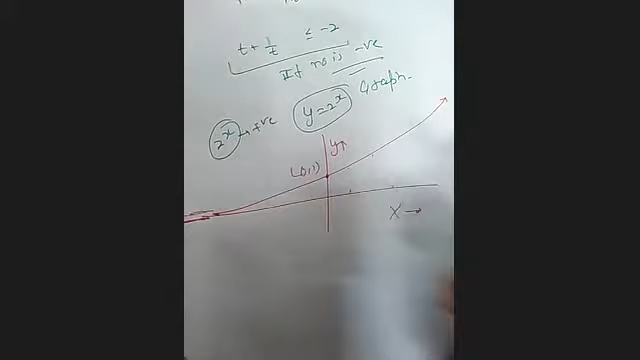 t + 1/t ≤ -2
If no is -ve
Graph
2^x → +ve
y = 2^x
y↑
(0,1)
X →